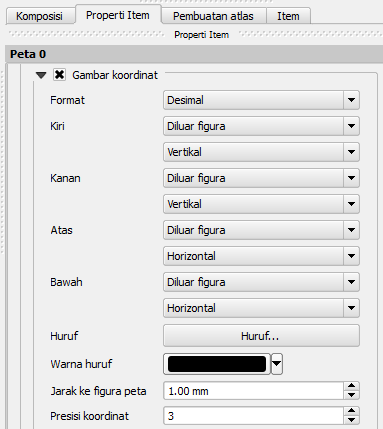 Komposisi Properti Item Pembuatan atlas Item
Properti Item
Peta 0
Gambar koordinat
Format Desimal
Kiri Diluar figura
Vertikal
Kanan Diluar figura
Vertikal
Atas Diluar figura
Horizontal
Bawah Diluar figura
Horizontal
Huruf Huruf...
Warna huruf
Jarak ke figura peta 1.00 mm
Presisi koordinat 3